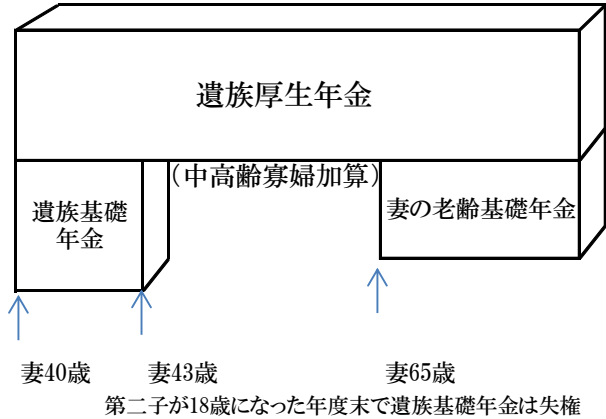 遺族厚生年金
(中高齢寡婦加算)
遺族基礎
年金
妻の老齢基礎年金
妻40歳
妻43歳
妻65歳
第二子が18歳になった年度末で遺族基礎年金は失権